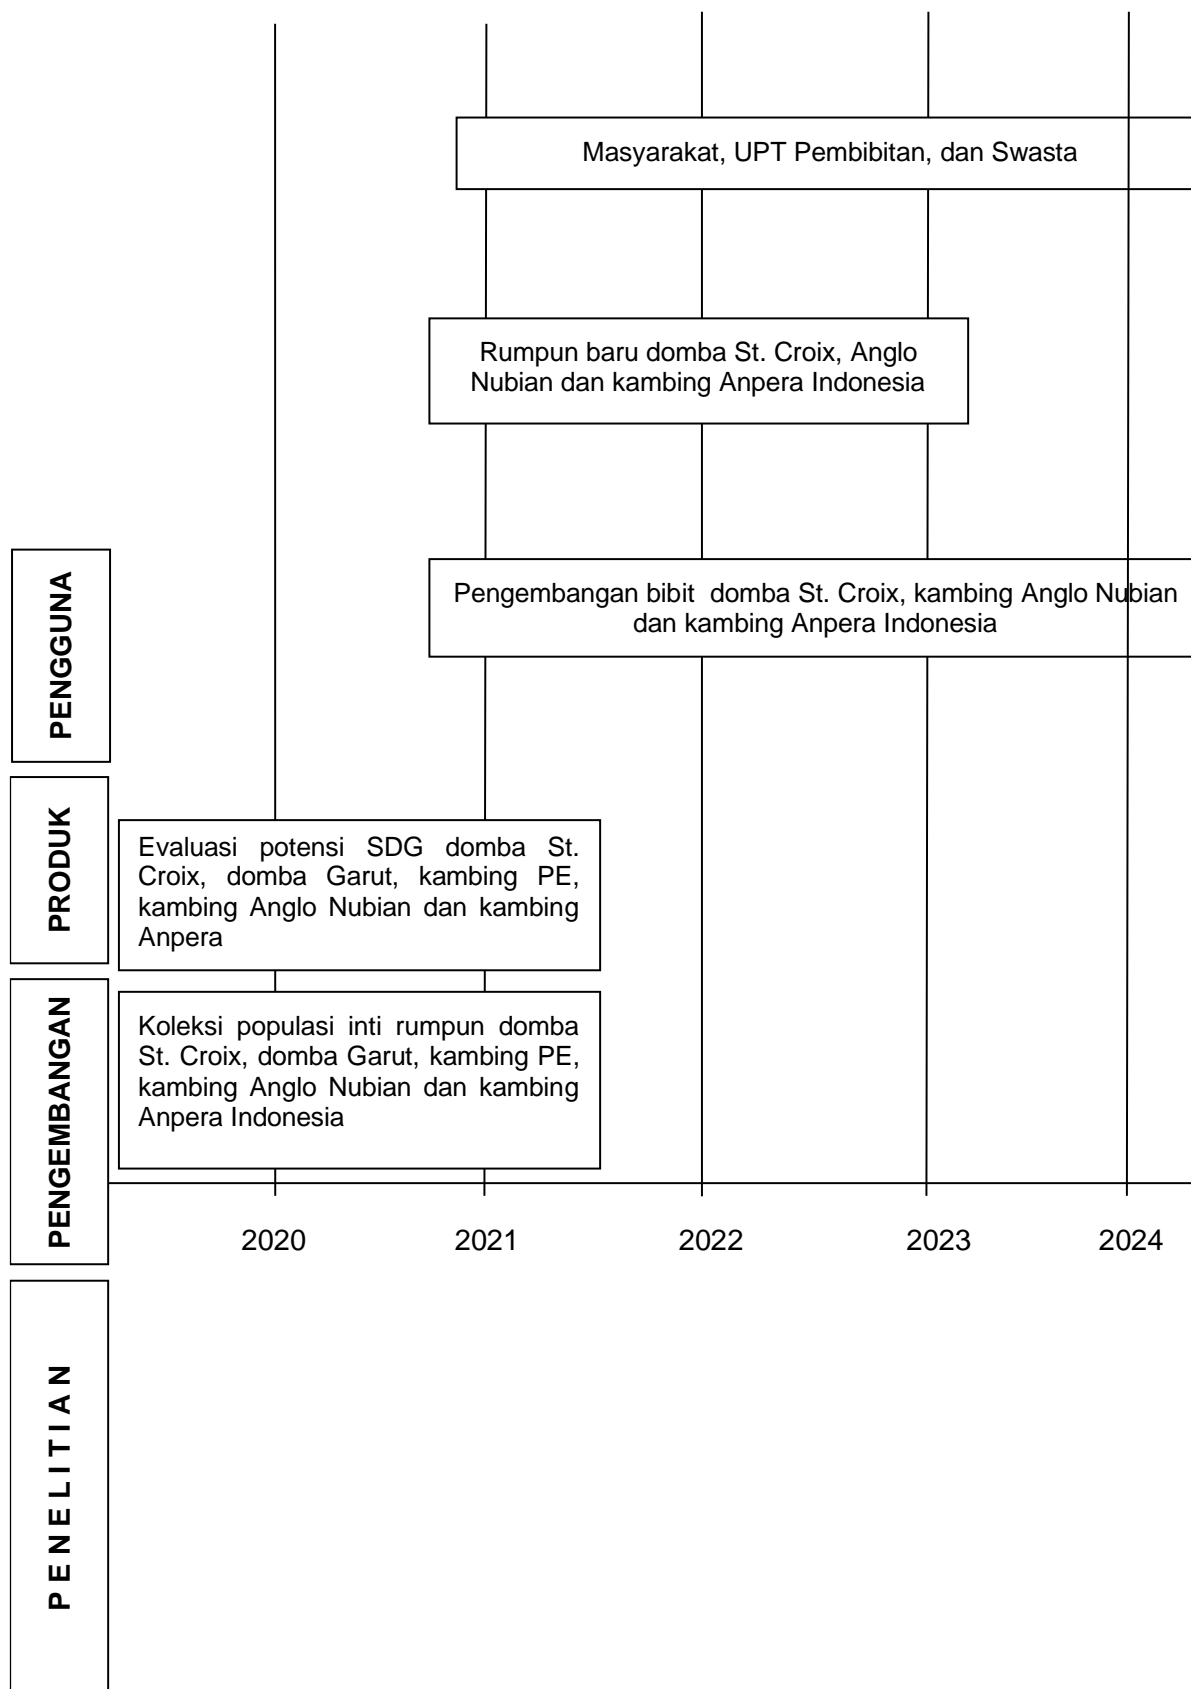 Masyarakat, UPT Pembibitan, dan Swasta
Rumpun baru domba St. Croix, Anglo
Nubian dan kambing Anpera Indonesia
Pengembangan bibit domba St. Croix, kambing Anglo Nubian
dan kambing Anpera Indonesia
PENGGUNA
PRODUK
Evaluasi potensi SDG domba St.
Croix, domba Garut, kambing PE,
kambing Anglo Nubian dan kambing
Anpera
PENGEMBANGAN
Koleksi populasi inti rumpun domba
St. Croix, domba Garut, kambing PE,
kambing Anglo Nubian dan kambing
Anpera Indonesia
2020 2021 2022 2023 2024
P E N E L I T I A N